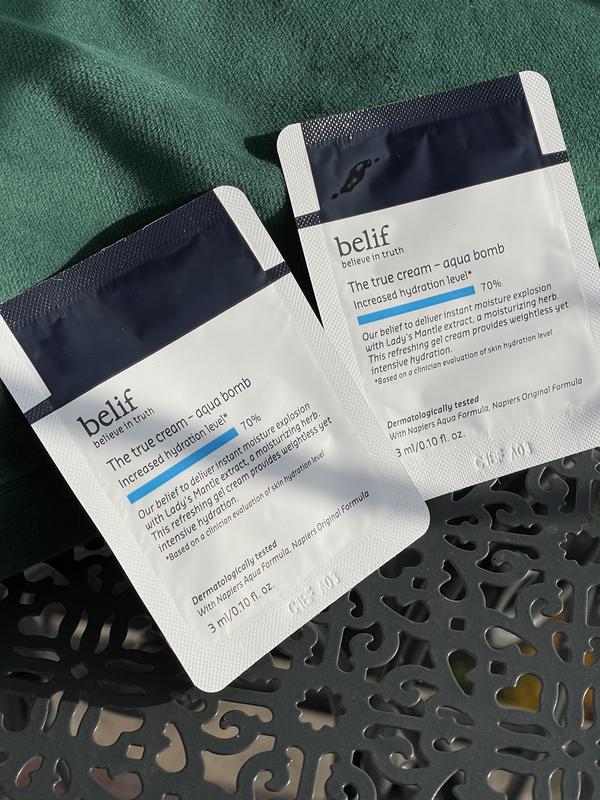 belif
believe in truth
The true cream – aqua bomb
Increased hydration level*
70%
Our belief to deliver instant moisture explosion
with Lady's Mantle extract, a moisturizing herb.
This refreshing gel cream provides weightless yet
intensive hydration.
*Based on a clinician evaluation of skin hydration level
Dermatologically tested
With Napiers Aqua Formula, Napiers Original Formula
3 ml/0.10 fl. oz.
belif
believe in truth
The true cream – aqua bomb
Increased hydration level*
70%
Our belief to deliver instant moisture explosion
with Lady's Mantle extract, a moisturizing herb.
This refreshing gel cream provides weightless yet
intensive hydration.
*Based on a clinician evaluation of skin hydration level
Dermatologically tested
With Napiers Aqua Formula, Napiers Original Formula
3 ml/0.10 fl. oz.